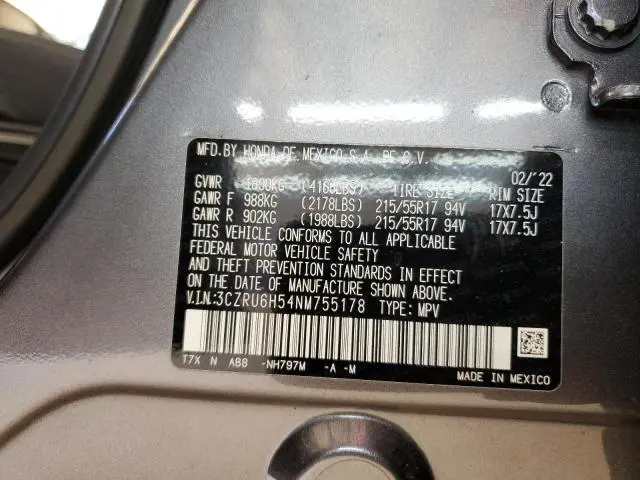 MFD.BY HONDA DE MEXICO S.A. DE C.V.
02/'22
GVWR 1890KG (4168LBS) TIRE SIZE RIM SIZE
GAWR F 988KG (2178LBS) 215/55R17 94V 17X7.5J
GAWR R 902KG (1988LBS) 215/55R17 94V 17X7.5J
THIS VEHICLE CONFORMS TO ALL APPLICABLE
FEDERAL MOTOR VEHICLE SAFETY
AND THEFT PREVENTION STANDARDS IN EFFECT
ON THE DATE OF MANUFACTURE SHOWN ABOVE.
V.I.N:3CZRU6H54NM755178 TYPE: MPV
T7X N AB8 -NH797M -A -M
MADE IN MEXICO